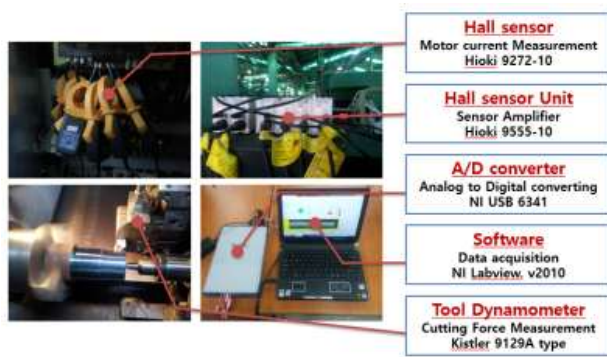 Hall sensor
Motor current Measurement
Hioki 9272-10
Hall sensor Unit
Sensor Amplifier
Hioki 9555-10
A/D converter
Analog to Digital converting
NI USB 6341
Software
Data acquisition
NI Labview. v2010
Tool Dynamometer
Cutting Force Measurement
Kistler 9129A type